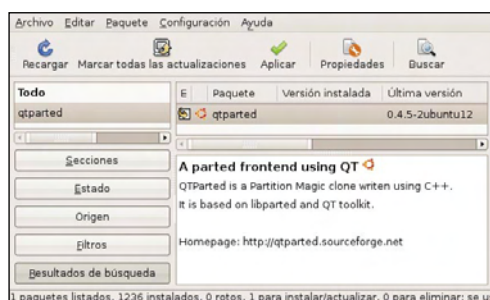 Archivo Editar Paquete Configuración Ayuda
Recargar Marcar todas las actualizaciones Aplicar Propiedades Buscar
Todo
qtparted
E Paquete Versión instalada Última versión
qtparted 0.4.5-2ubuntu12
Secciones
Estado
Origen
Filtros
Resultados de búsqueda
A parted frontend using QT
QTParted is a Partition Magic clone writen using C++.
It is based on libparted and QT toolkit.
Homepage: http://qtparted.sourceforge.net
1 paquetes listados, 1236 instalados, 0 rotos, 1 para instalar/actualizar, 0 para eliminar; se u